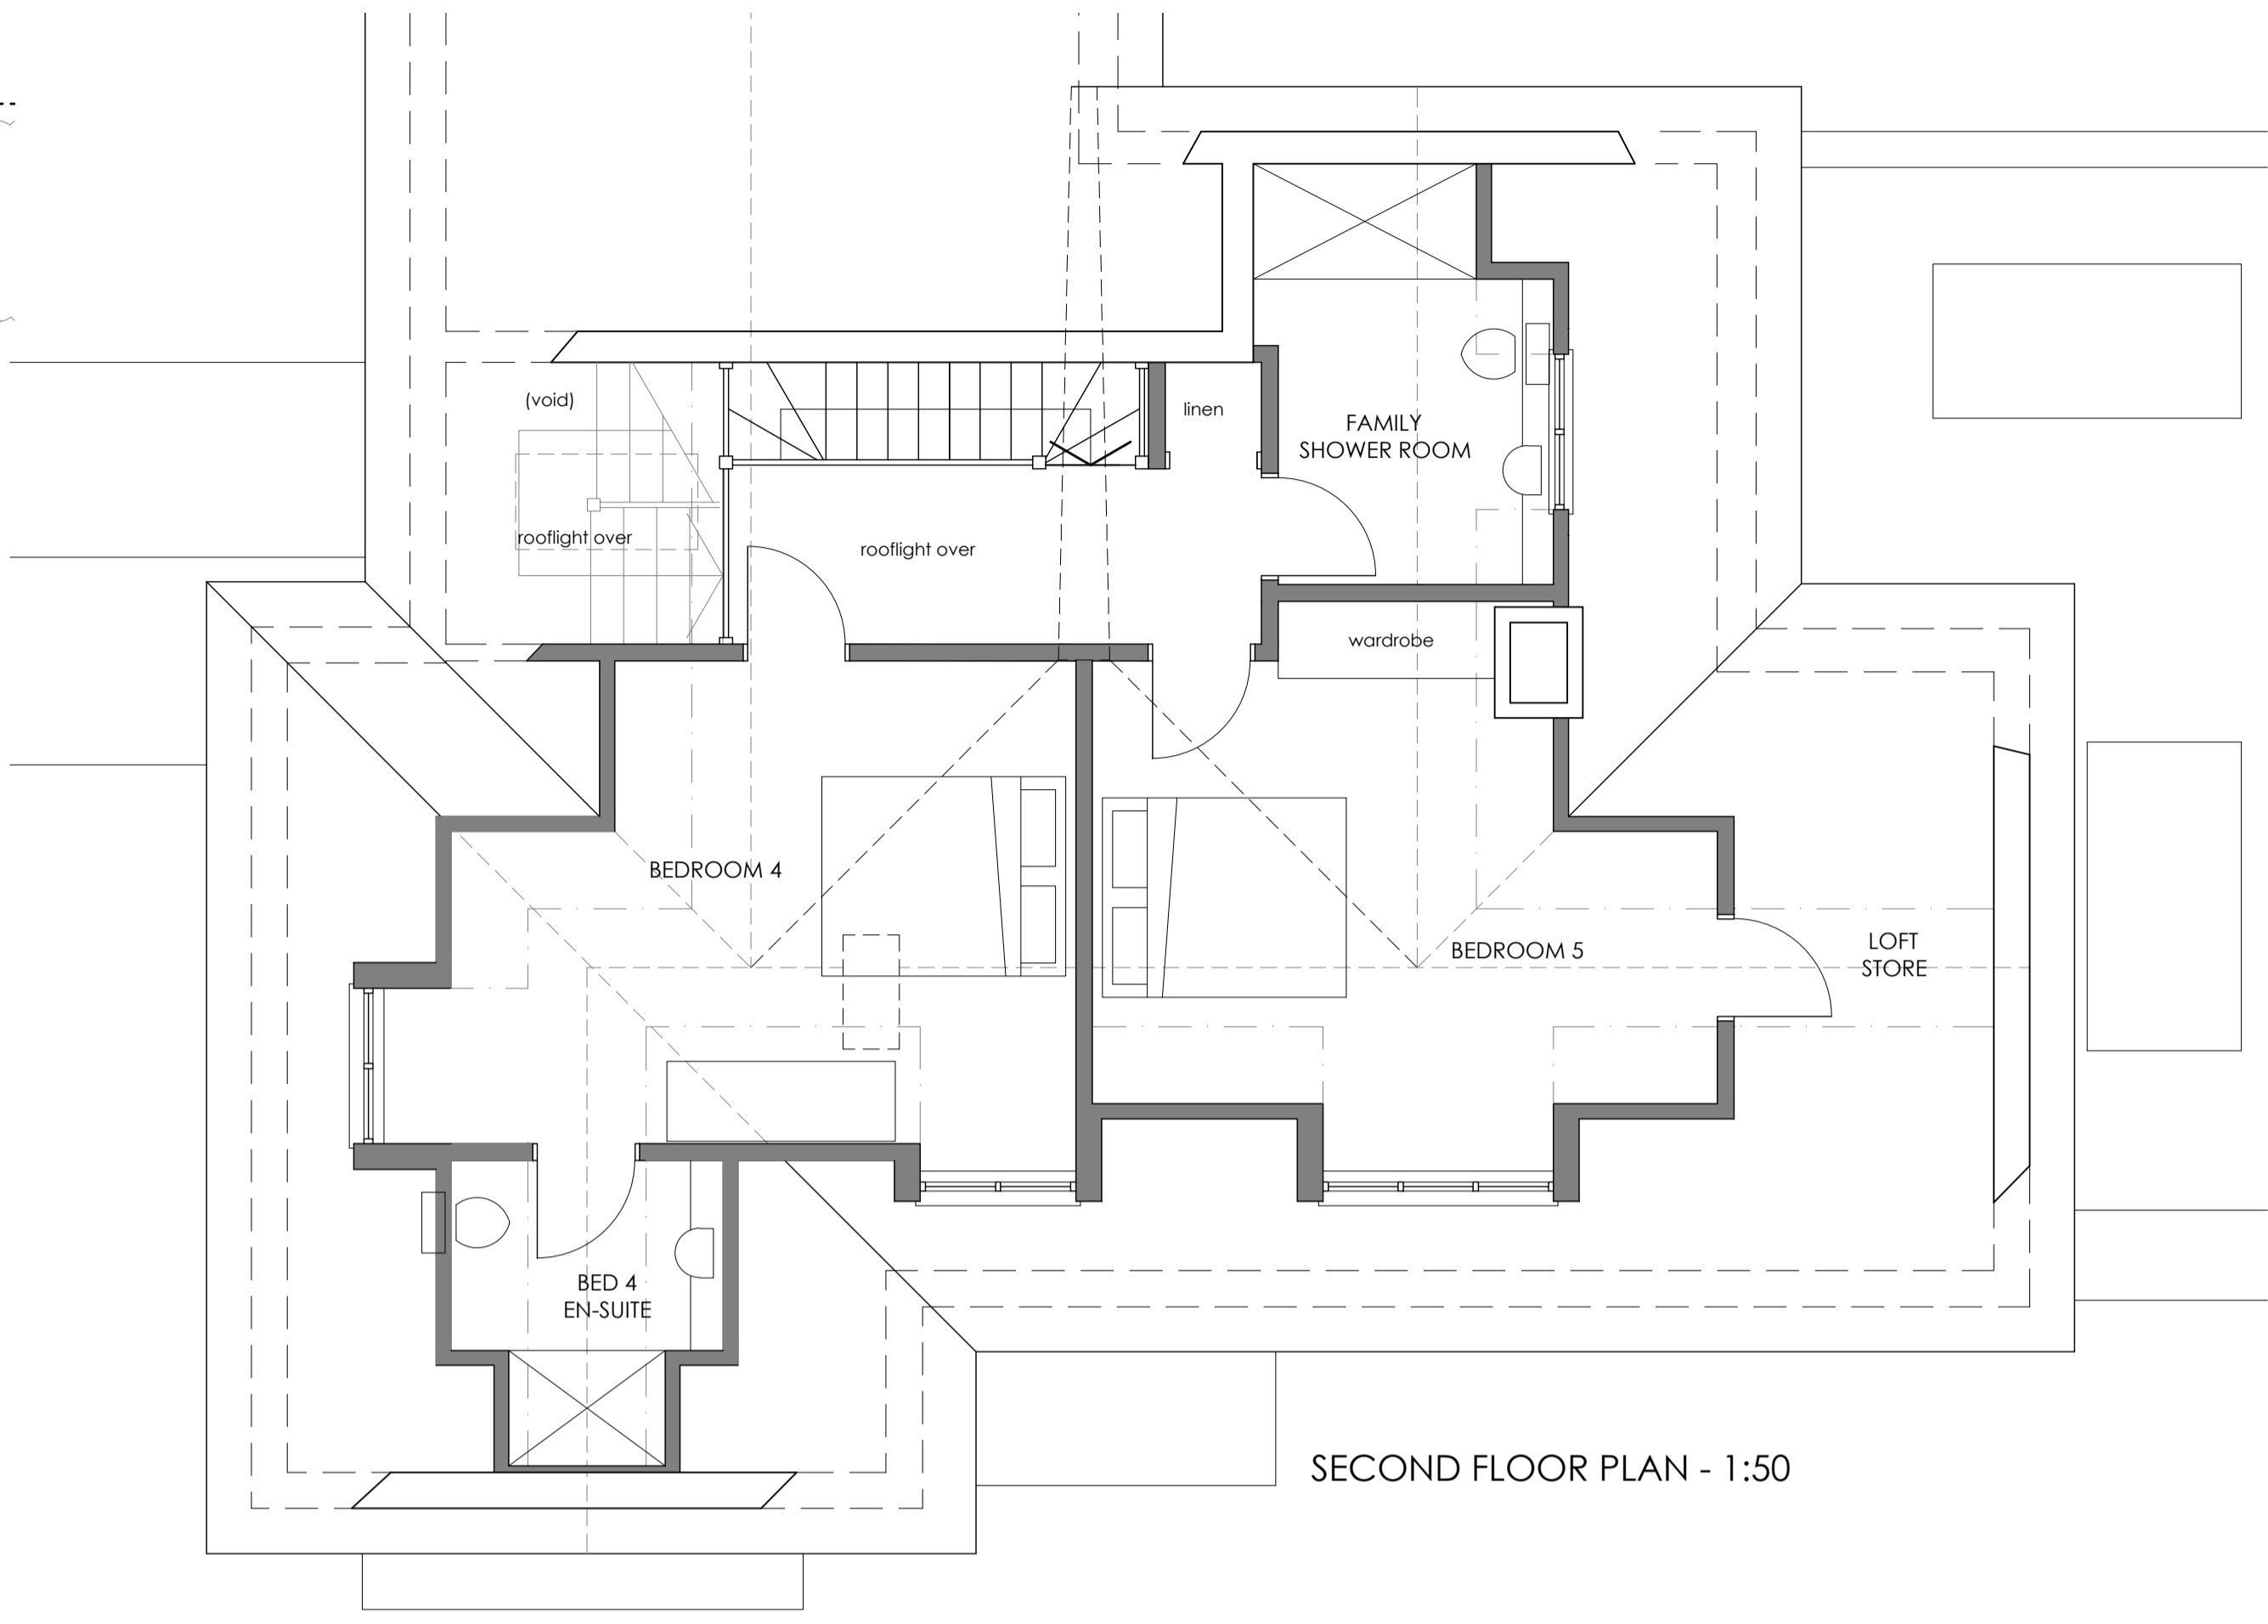 (void)
linen
FAMILY
SHOWER ROOM
rooflight over
rooflight over
wardrobe
BEDROOM 4
BEDROOM 5
LOFT
STORE
BED 4
EN-SUITE
SECOND FLOOR PLAN - 1:50